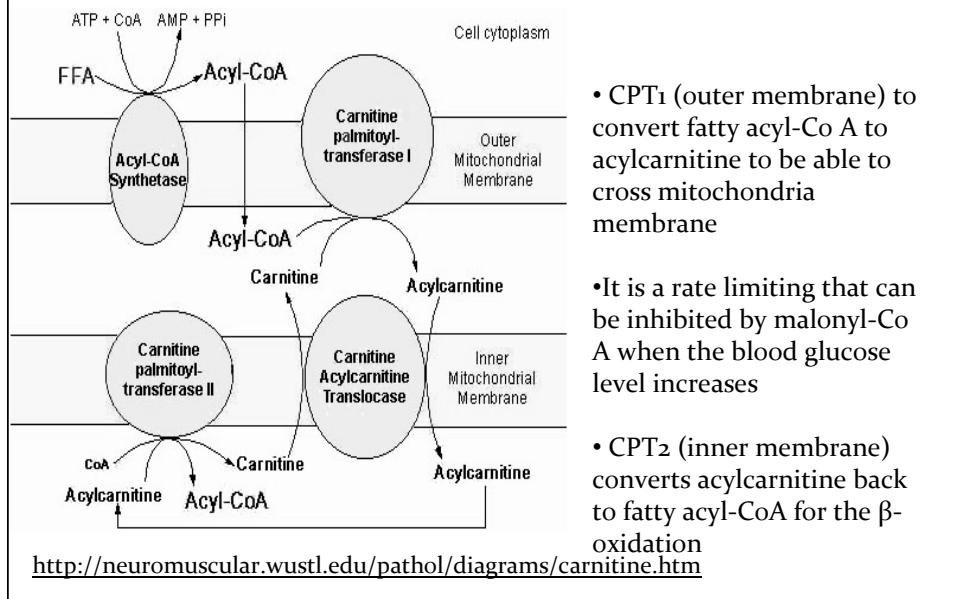 ATP + CoA AMP + PPi
Cell cytoplasm
FFA Acyl-CoA
Carnitine
palmitoyl-
transferase I
Outer
Mitochondrial
Membrane
Acyl-CoA
Synthetase
Acyl-CoA
Carnitine
Acylcarnitine
Carnitine
palmitoyl-
transferase II
Carnitine
Acylcarnitine
Translocase
Inner
Mitochondrial
Membrane
CoA
Carnitine
Acylcarnitine
Acylcarnitine
Acyl-CoA
• CPT1 (outer membrane) to
convert fatty acyl-Co A to
acylcarnitine to be able to
cross mitochondria
membrane
•It is a rate limiting that can
be inhibited by malonyl-Co
A when the blood glucose
level increases
• CPT2 (inner membrane)
converts acylcarnitine back
to fatty acyl-CoA for the β-
oxidation
http://neuromuscular.wustl.edu/pathol/diagrams/carnitine.htm